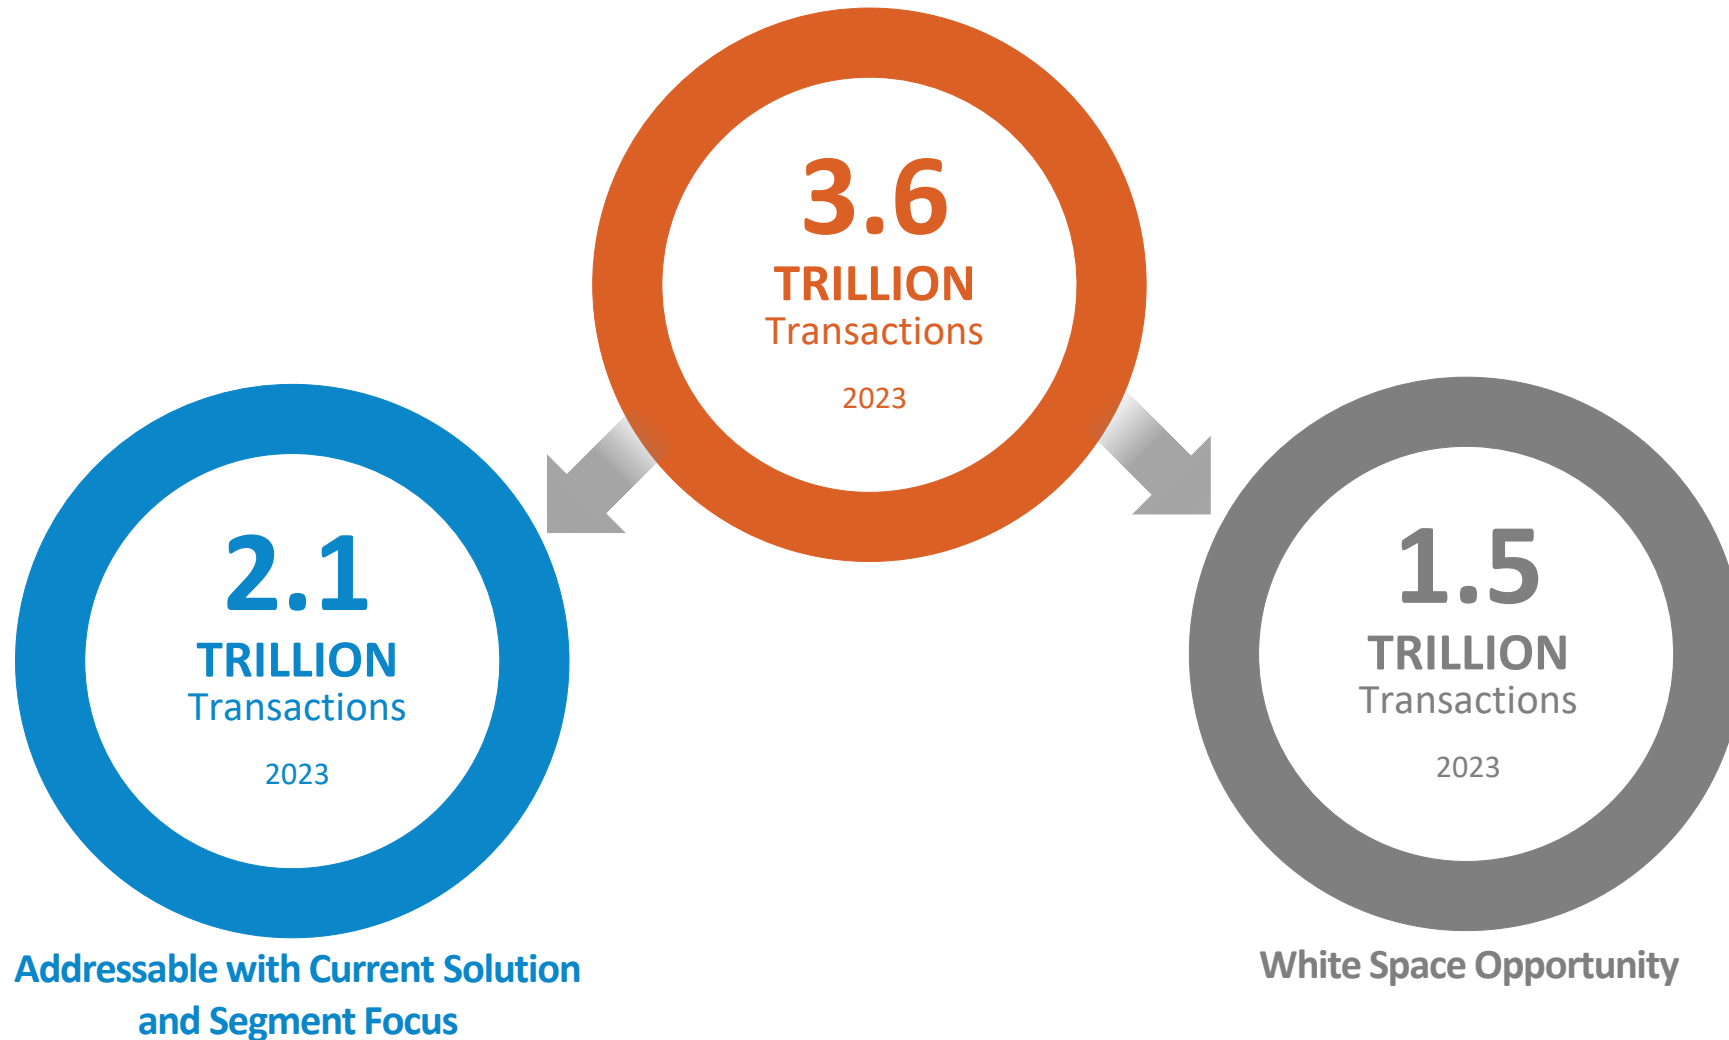 3.6
TRILLION
Transactions
2023
2.1
TRILLION
Transactions
2023
Addressable with Current Solution
and Segment Focus
1.5
TRILLION
Transactions
2023
White Space Opportunity